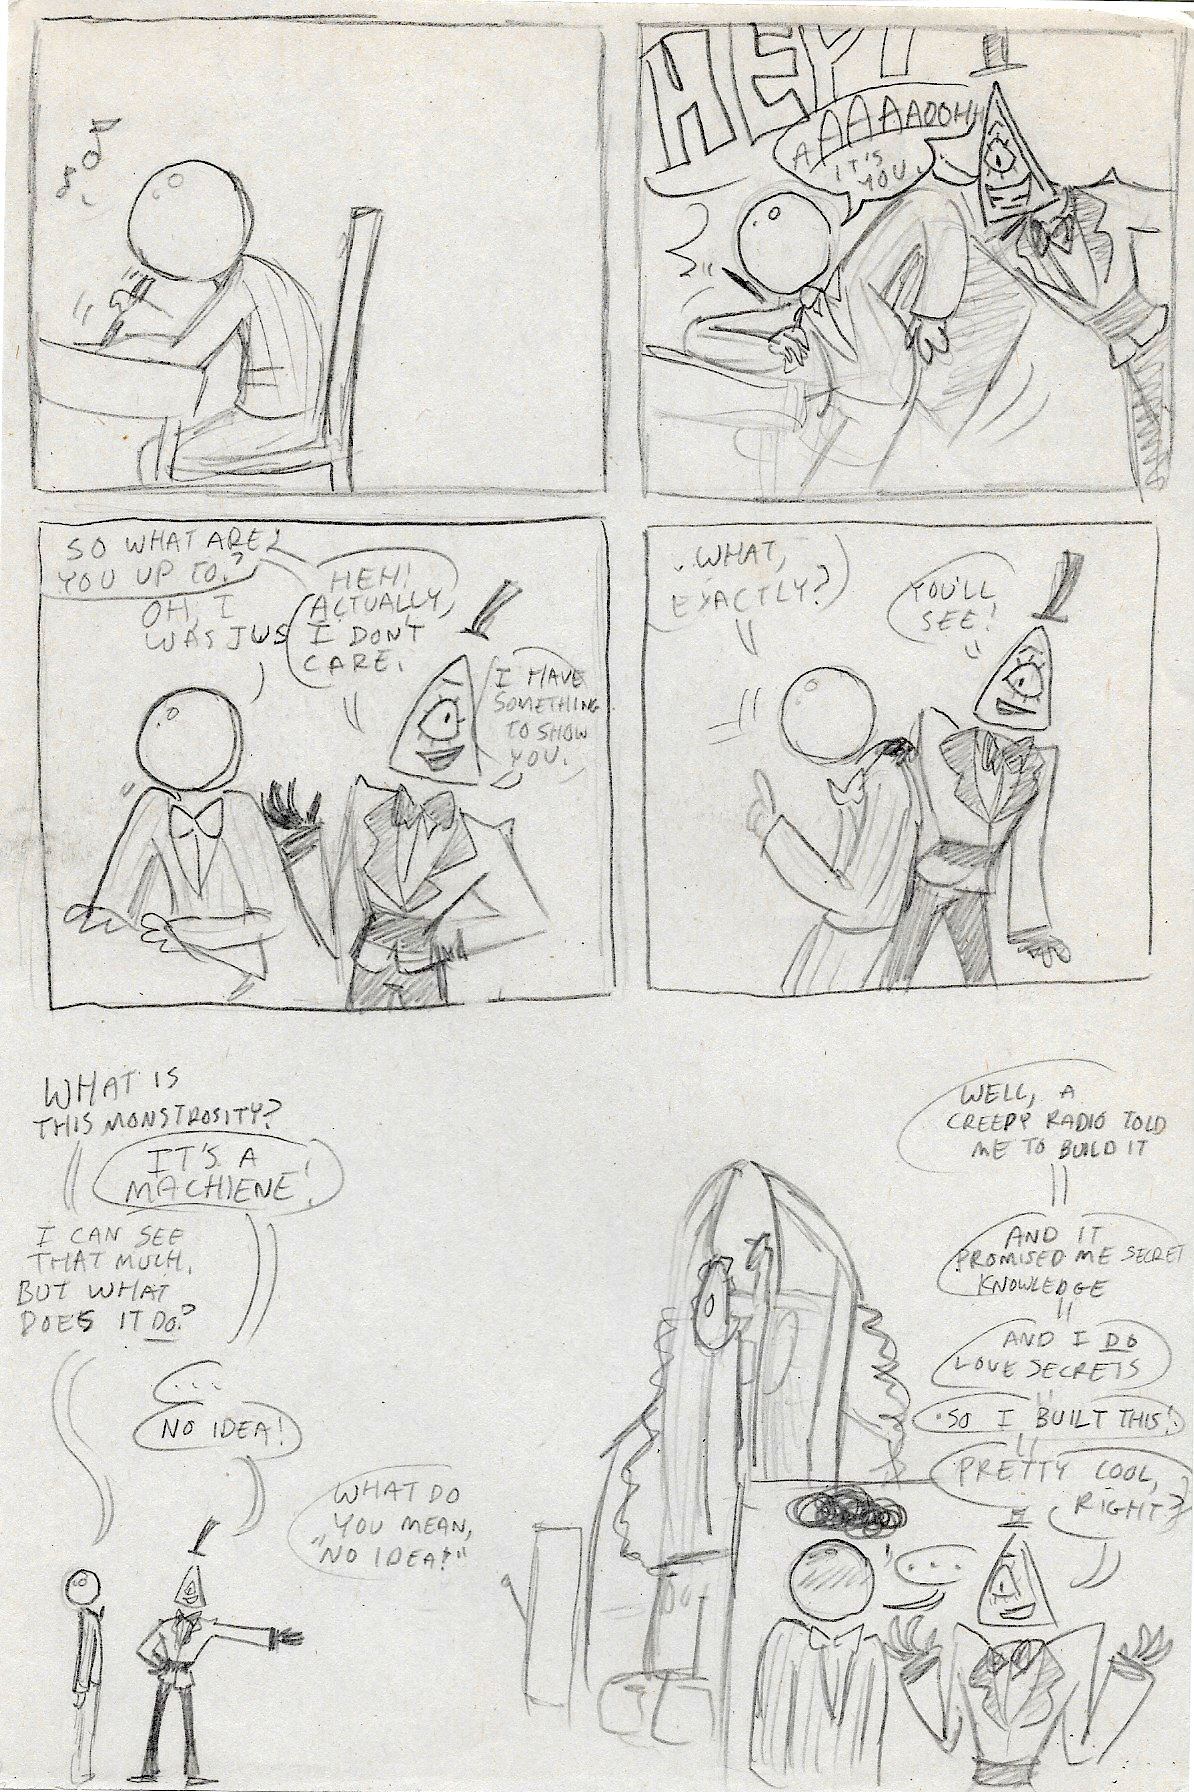 HEY!
AAAAAAOOHH
IT'S
YOU.
SO WHAT ARE
YOU UP TO?
OH, I
WAS JUS
HEH!
ACTUALLY,
I DON'T
CARE.
I HAVE
SOMETHING
TO SHOW
YOU.
..WHAT,
EXACTLY?
YOU'LL
SEE!
WHAT IS
THIS MONSTROSITY?
IT'S A
MACHIENE!
I CAN SEE
THAT MUCH,
BUT WHAT
DOES IT DO?
...
NO IDEA!
WHAT DO
YOU MEAN,
"NO IDEA?"
WELL, A
CREEPY RADIO TOLD
ME TO BUILD IT
AND IT
PROMISED ME SECRET
KNOWLEDGE
AND I DO
LOVE SECRETS
SO I BUILT THIS!
PRETTY COOL,
RIGHT?
...